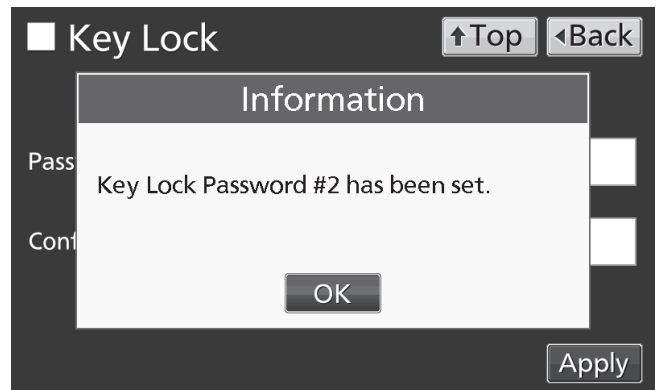 Key Lock
Top
Back
Information
Pass
Key Lock Password #2 has been set.
Conf
OK
Apply